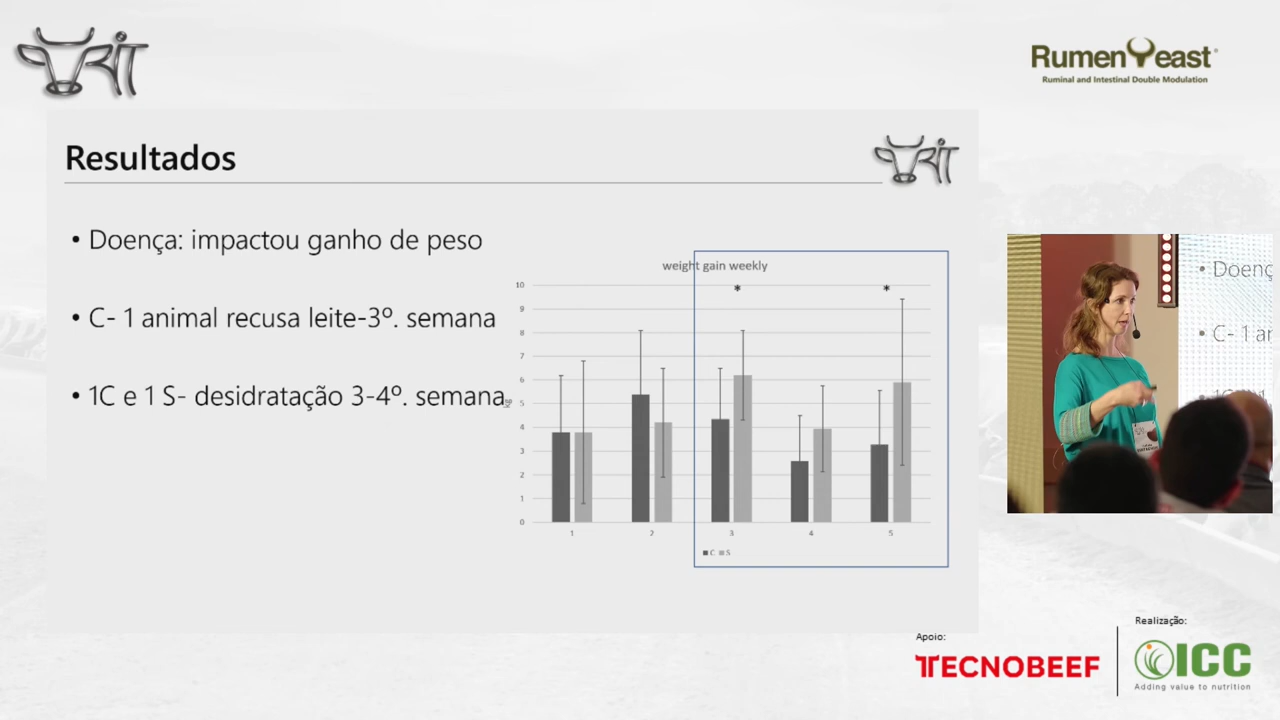 RumenYeast
Ruminal and Intestinal Double Modulation
Resultados
• Doença: impactou ganho de peso
• C- 1 animal recusa leite-3º. semana
• 1C e 1 S- desidratação 3-4º. semana
weight gain weekly
* *
10
9
8
7
6
5
4
3
2
1
0
kg
1 2 3 4 5
C S
• Doenç
• C- 1 an
Apoio:
TECNOBEEF
Realização:
ICC
Adding value to nutrition